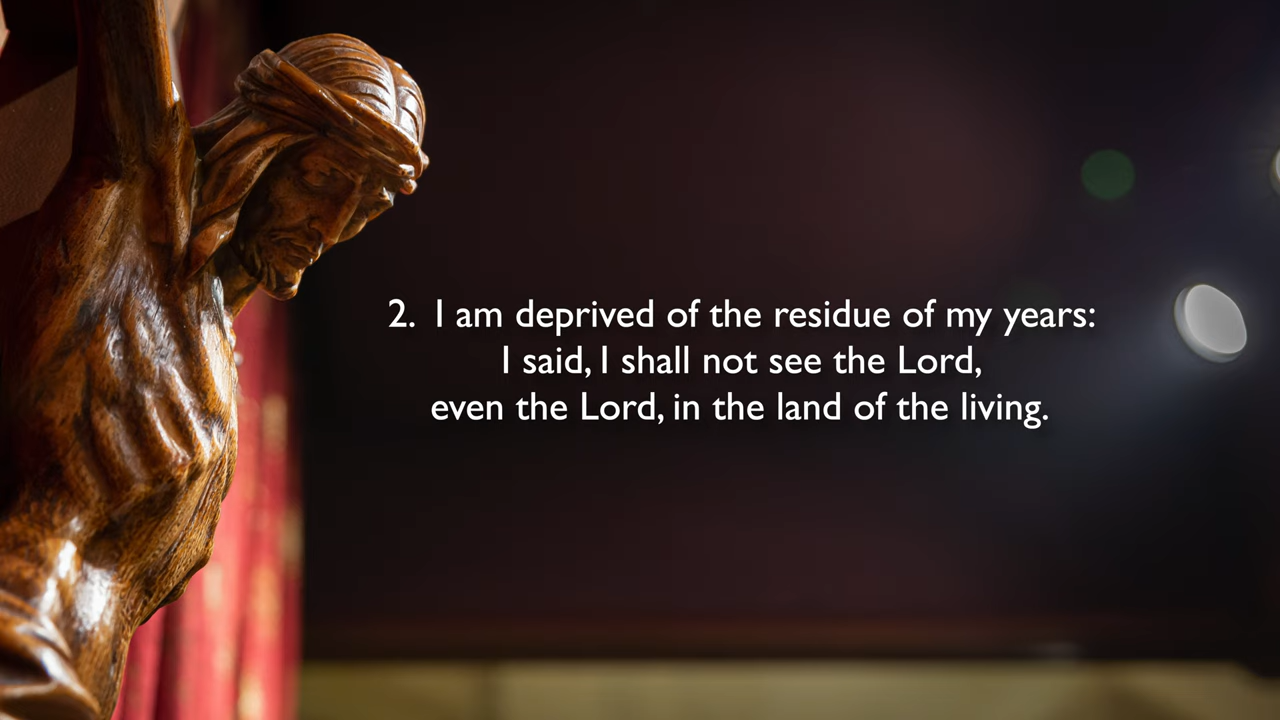 2. I am deprived of the residue of my years:
I said, I shall not see the Lord,
even the Lord, in the land of the living.